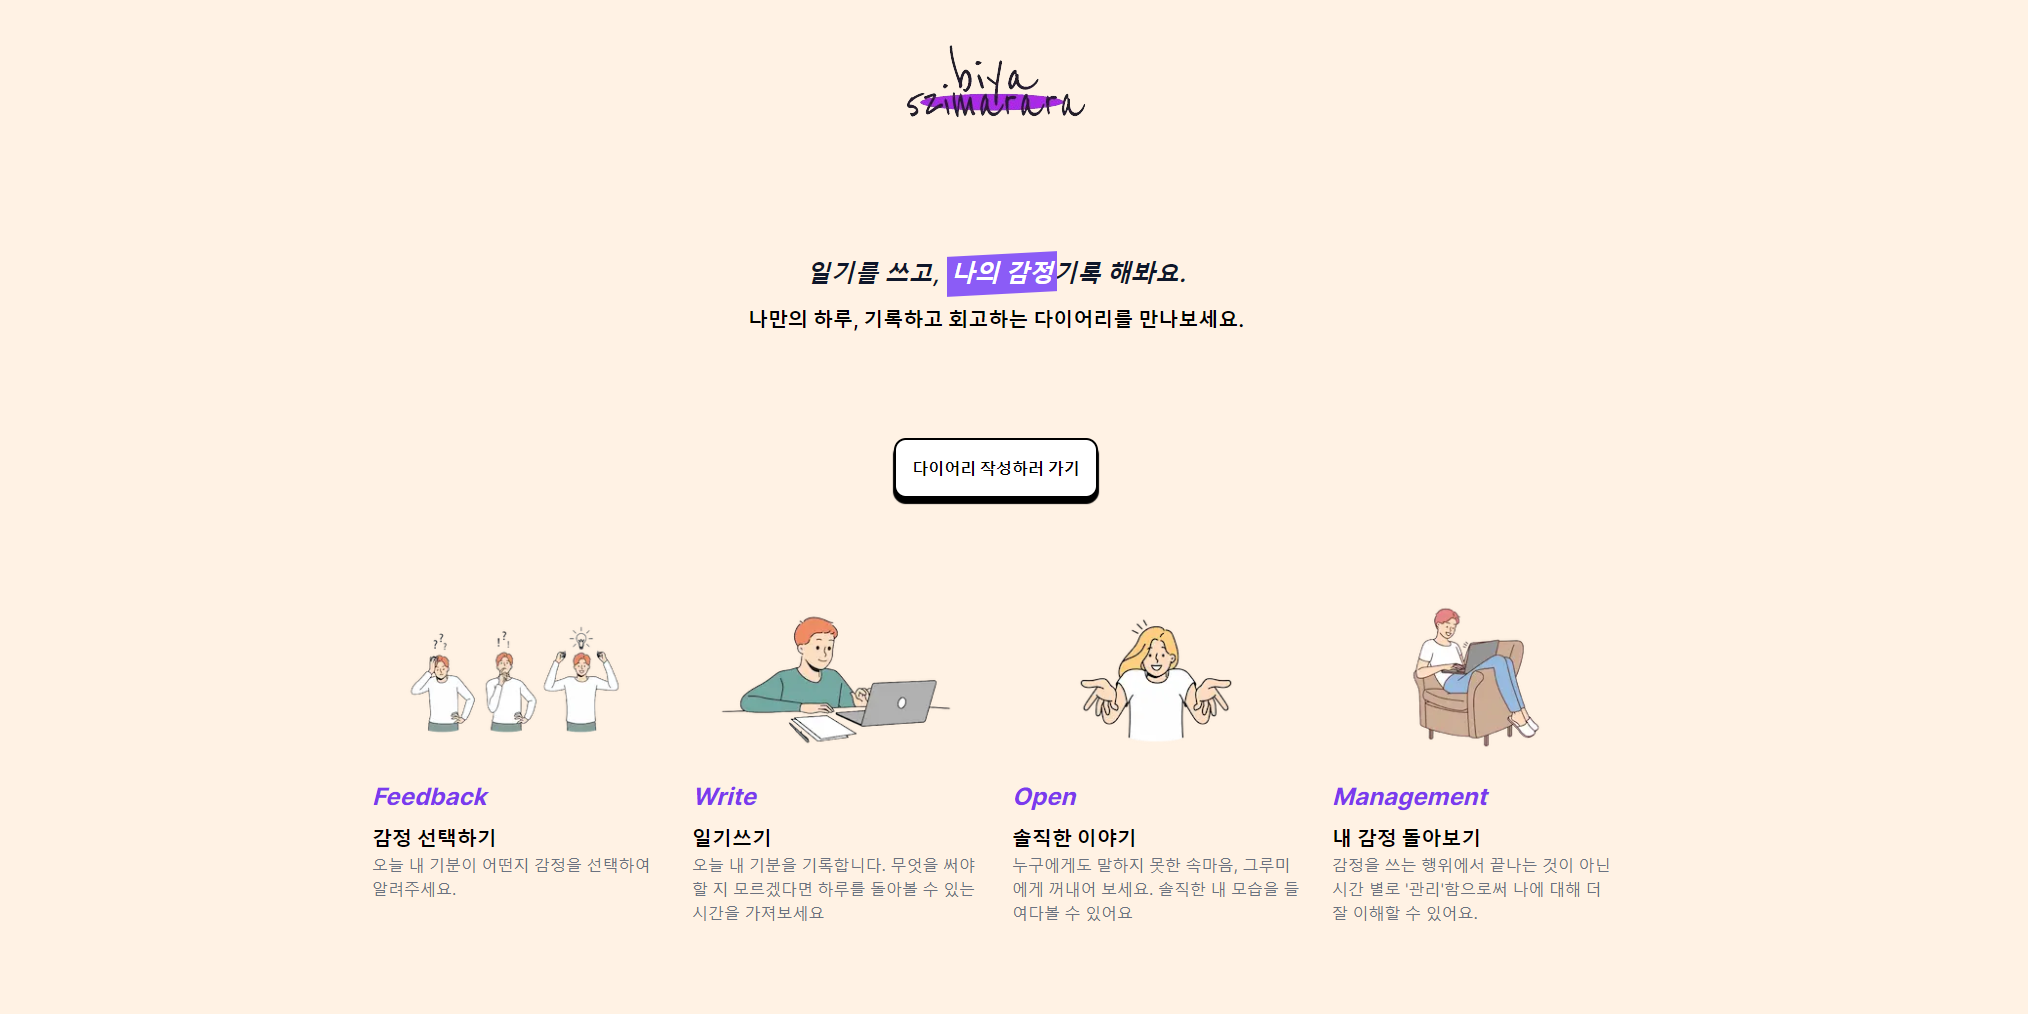 biya
szimarara
일기를 쓰고, 나의 감정기록 해봐요.
나만의 하루, 기록하고 회고하는 다이어리를 만나보세요.
다이어리 작성하러 가기
???
!?!
Feedback
감정 선택하기
오늘 내 기분이 어떤지 감정을 선택하여
알려주세요.
Write
일기쓰기
오늘 내 기분을 기록합니다. 무엇을 써야
할 지 모르겠다면 하루를 돌아볼 수 있는
시간을 가져보세요
Open
솔직한 이야기
누구에게도 말하지 못한 속마음, 그루미
에게 꺼내어 보세요. 솔직한 내 모습을 들
여다볼 수 있어요
Management
내 감정 돌아보기
감정을 쓰는 행위에서 끝나는 것이 아닌
시간 별로 '관리'함으로써 나에 대해 더
잘 이해할 수 있어요.